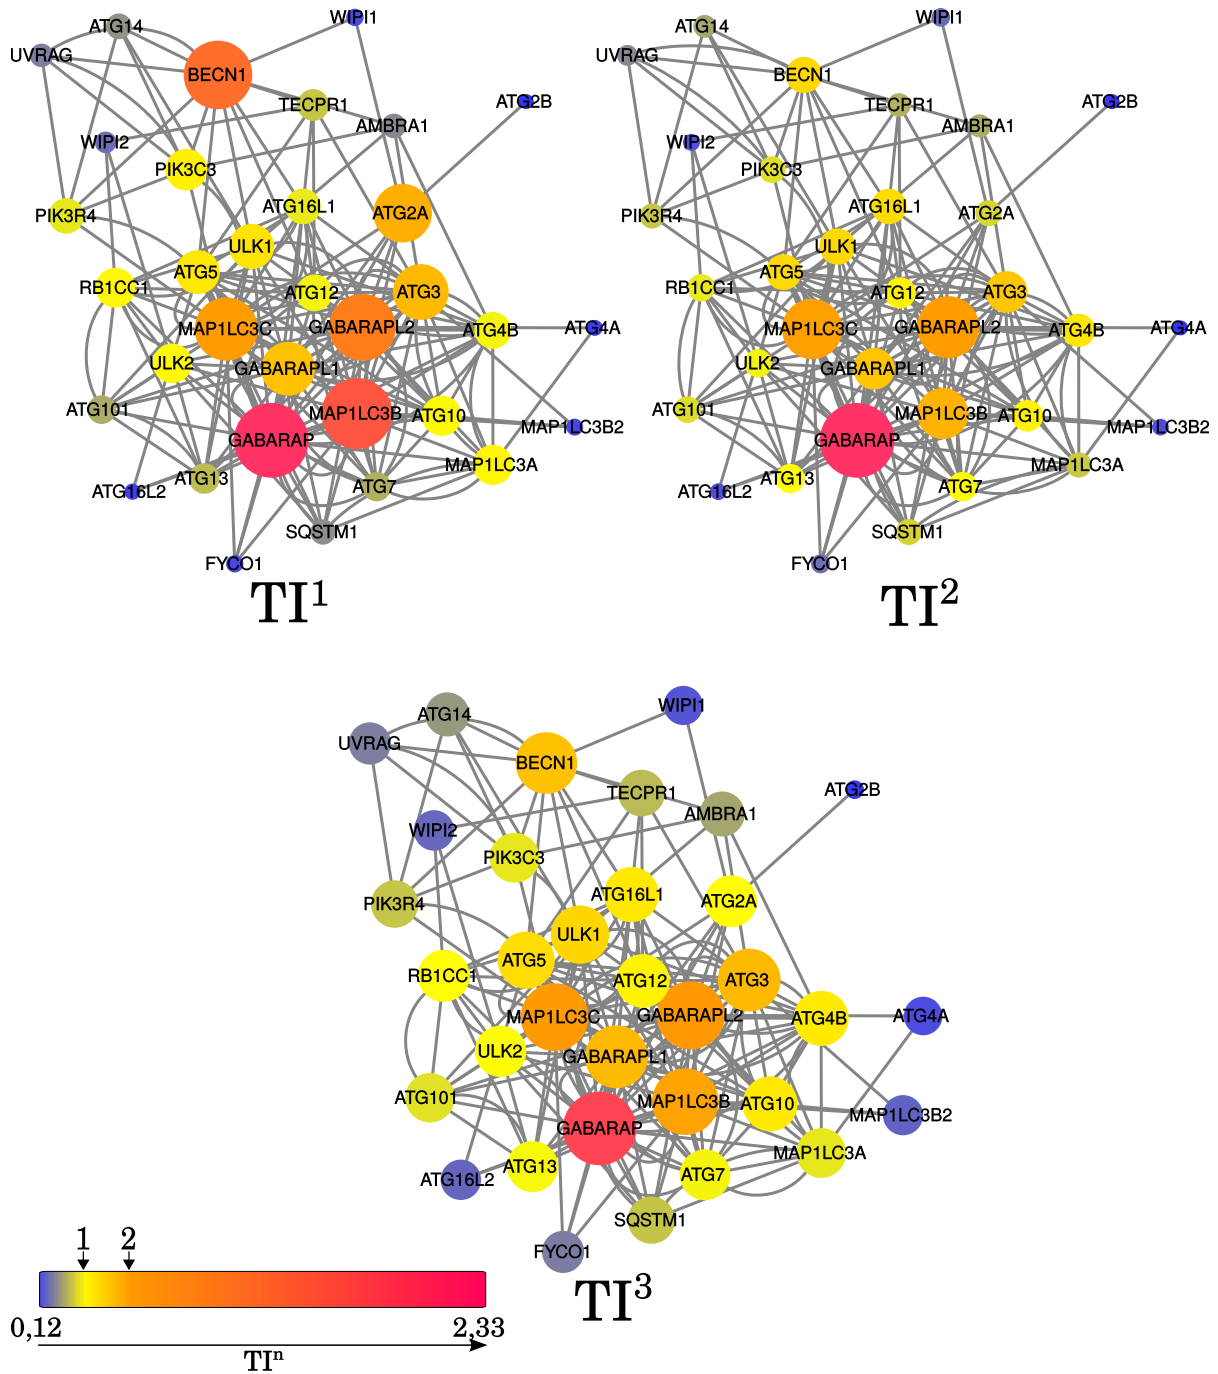 WIPI1
ATG14
UVRAG
BECN1
ATG2B
TECPR1
AMBRA1
WIPI2
PIK3C3
PIK3R4
ATG16L1
ATG2A
ULK1
ATG5
RB1CC1
ATG12
ATG3
MAP1LC3C
GABARAPL2
ATG4B
ATG4A
ULK2
GABARAPL1
ATG101
MAP1LC3B
ATG10
MAP1LC3B2
GABARAP
MAP1LC3A
ATG13
ATG7
ATG16L2
SQSTM1
FYCO1
TI1
WIPI1
ATG14
UVRAG
BECN1
ATG2B
TECPR1
AMBRA1
WIPI2
PIK3C3
PIK3R4
ATG16L1
ATG2A
ULK1
ATG5
RB1CC1
ATG12
ATG3
MAP1LC3C
GABARAPL2
ATG4B
ATG4A
ULK2
GABARAPL1
ATG101
MAP1LC3B
ATG10
MAP1LC3B2
GABARAP
MAP1LC3A
ATG13
ATG7
ATG16L2
SQSTM1
FYCO1
TI2
WIPI1
ATG14
UVRAG
BECN1
ATG2B
TECPR1
AMBRA1
WIPI2
PIK3C3
PIK3R4
ATG16L1
ATG2A
ULK1
ATG5
RB1CC1
ATG12
ATG3
MAP1LC3C
GABARAPL2
ATG4B
ATG4A
ULK2
GABARAPL1
ATG101
MAP1LC3B
ATG10
MAP1LC3B2
GABARAP
MAP1LC3A
ATG13
ATG7
ATG16L2
SQSTM1
FYCO1
TI3
1 2
0,12 2,33
TIn